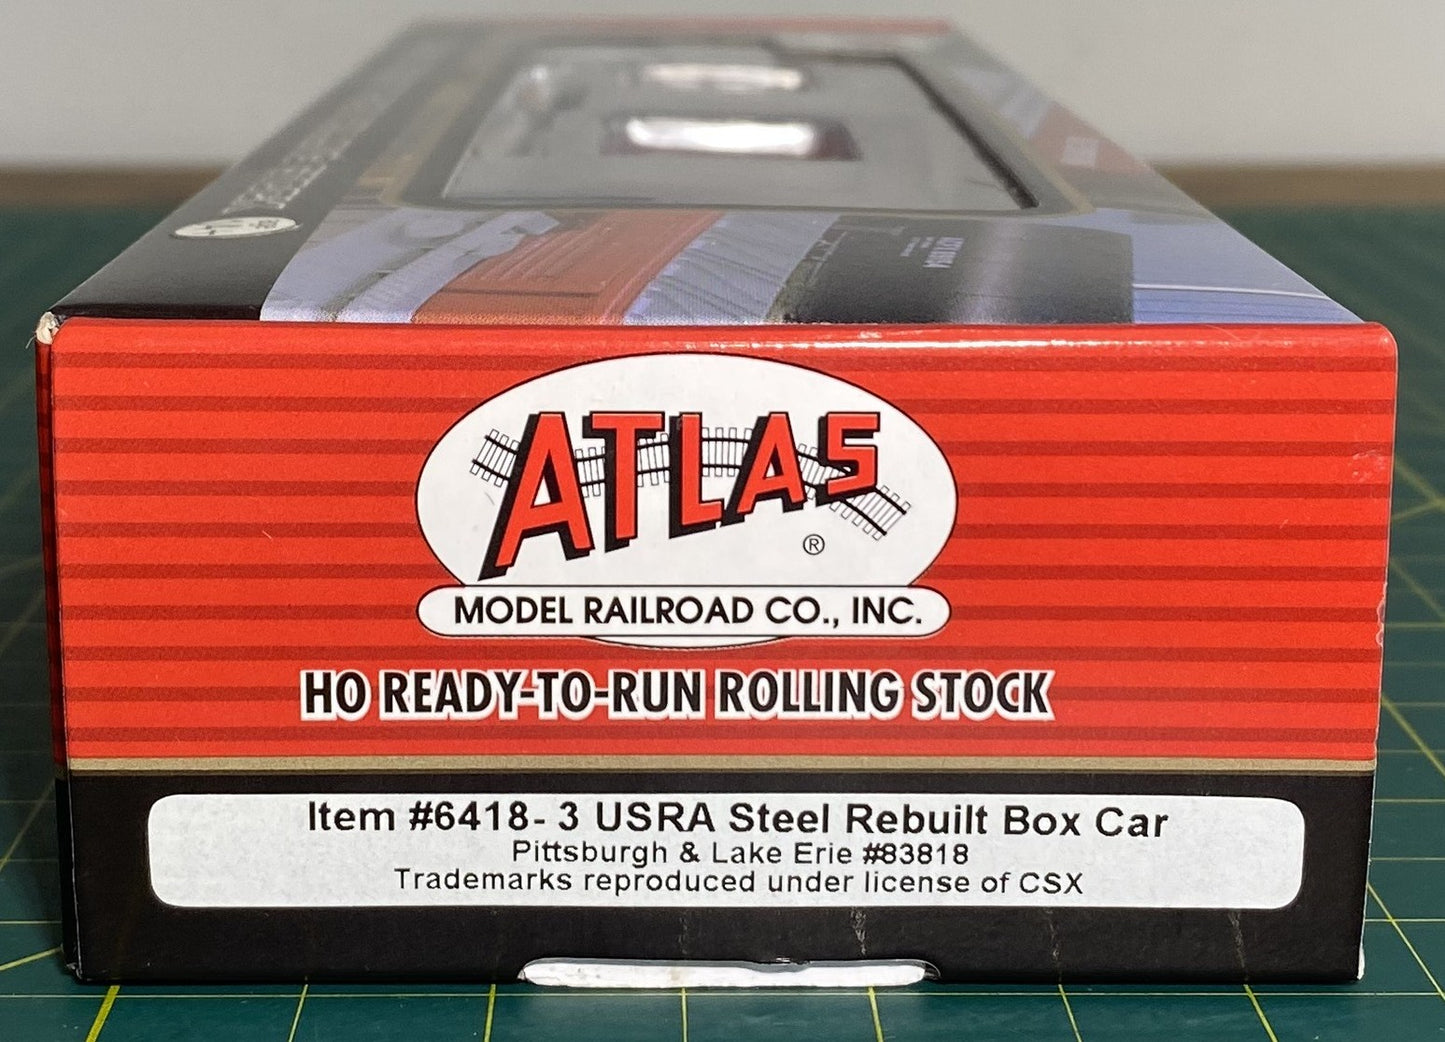 ATLAS
®
MODEL RAILROAD CO., INC.
HO READY-TO-RUN ROLLING STOCK
Item #6418- 3 USRA Steel Rebuilt Box Car
Pittsburgh & Lake Erie #83818
Trademarks reproduced under license of CSX